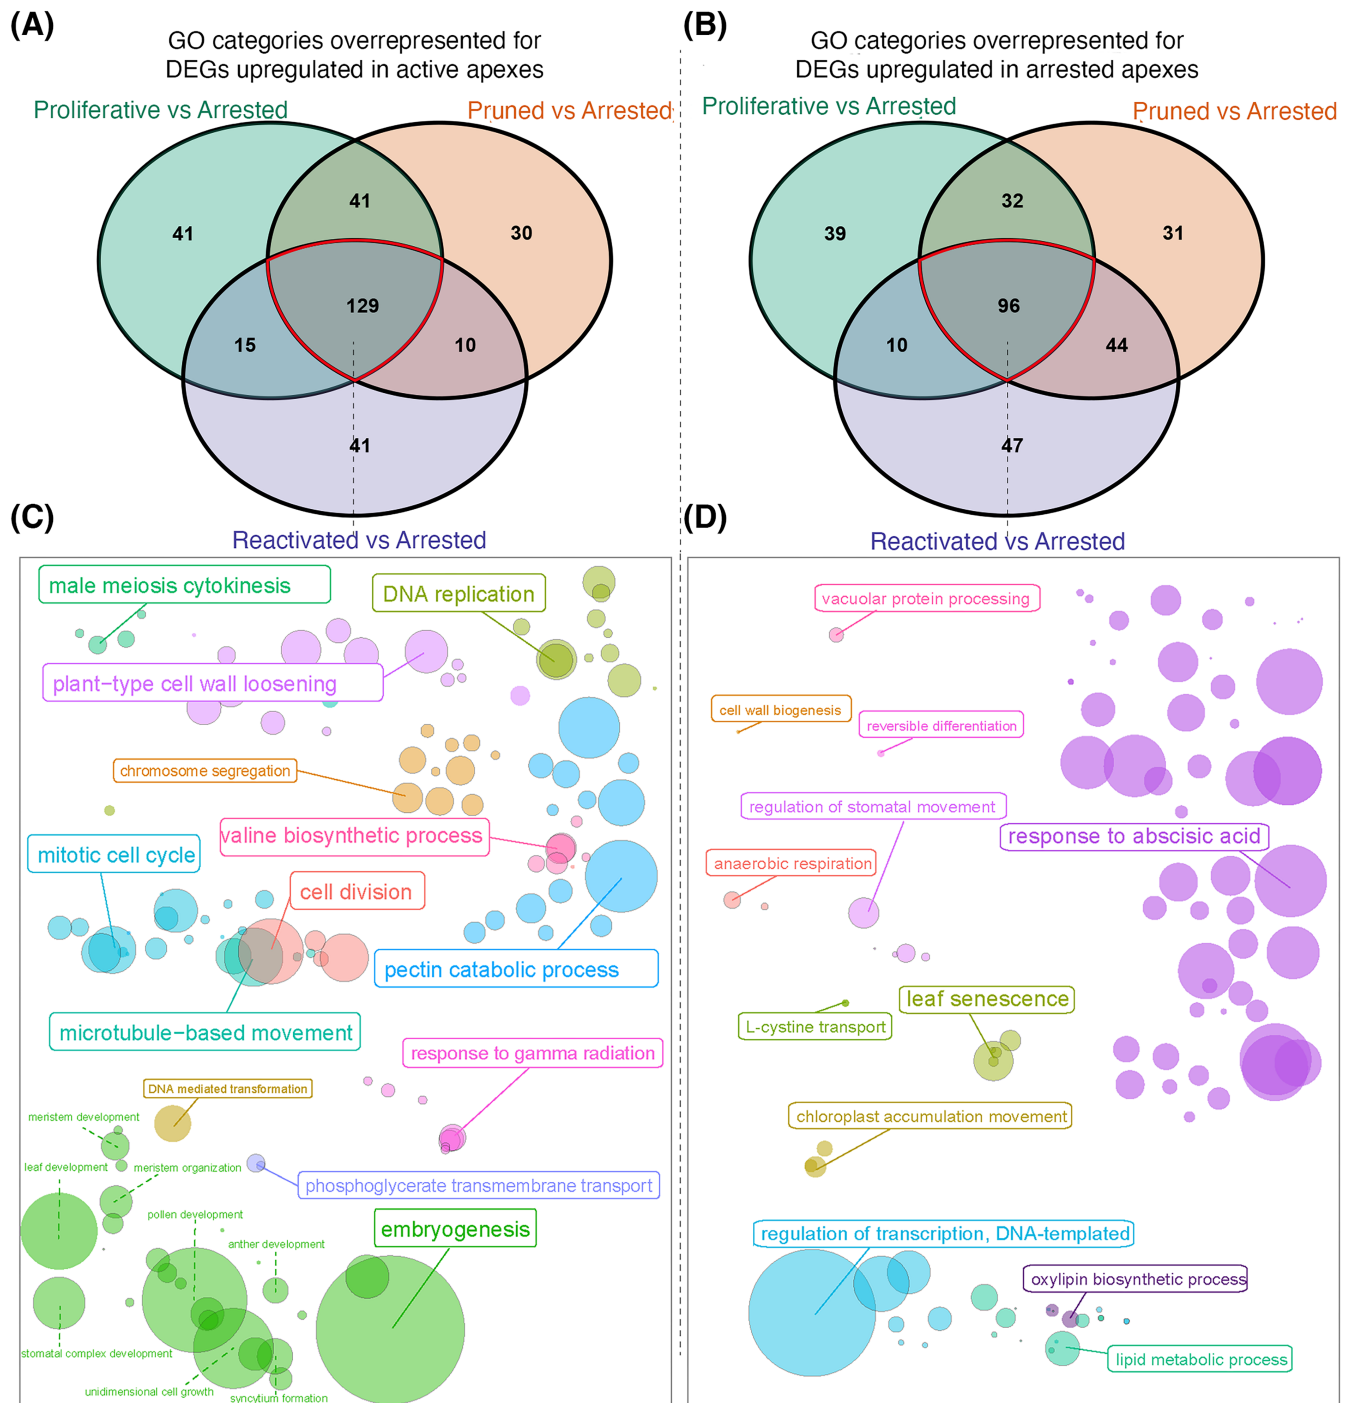 (A)
GO categories overrepresented for
DEGs upregulated in active apexes
Proliferative vs Arrested
Pruned vs Arrested
41
41
30
129
15
10
41
Reactivated vs Arrested
(B)
GO categories overrepresented for
DEGs upregulated in arrested apexes
Proliferative vs Arrested
Pruned vs Arrested
32
39
31
96
10
44
47
Reactivated vs Arrested
(C)
male meiosis cytokinesis
DNA replication
plant−type cell wall loosening
chromosome segregation
valine biosynthetic process
mitotic cell cycle
cell division
pectin catabolic process
microtubule−based movement
response to gamma radiation
DNA mediated transformation
meristem development
leaf development
meristem organization
phosphoglycerate transmembrane transport
pollen development
embryogenesis
anther development
stomatal complex development
unidimensional cell growth
syncytium formation
(D)
vacuolar protein processing
cell wall biogenesis
reversible differentiation
regulation of stomatal movement
response to abscisic acid
anaerobic respiration
leaf senescence
L-cystine transport
chloroplast accumulation movement
regulation of transcription, DNA-templated
oxylipin biosynthetic process
lipid metabolic process